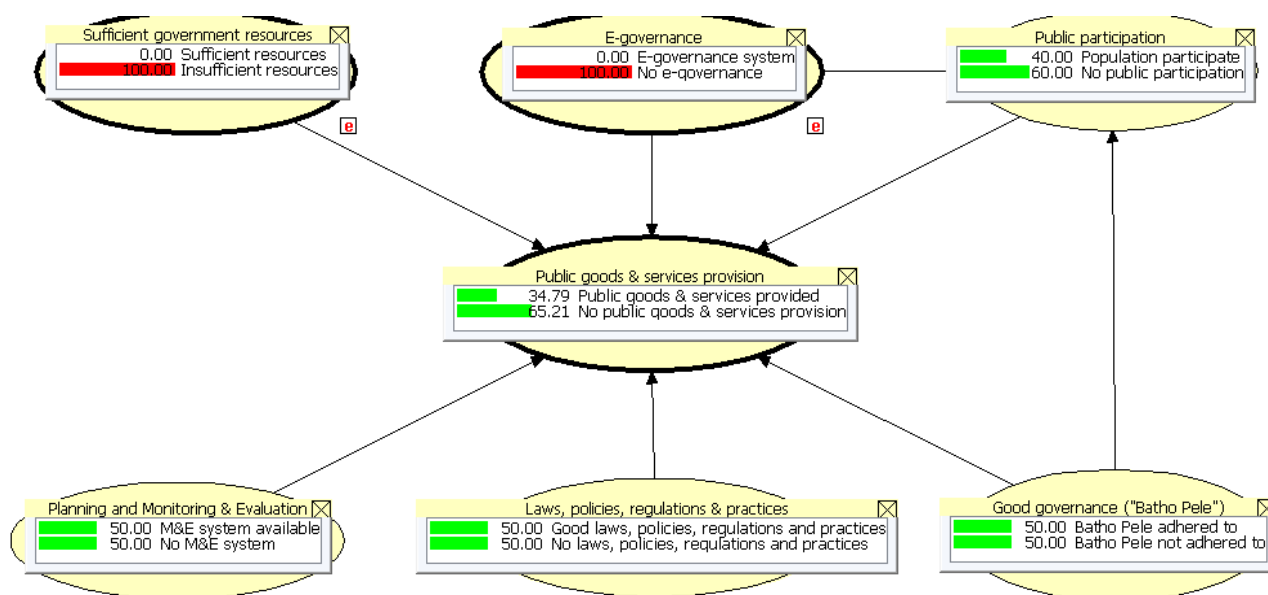 Sufficient government resources
0.00 Sufficient resources
100.00 Insufficient resources
e
E-governance
0.00 E-governance system
100.00 No e-governance
e
Public participation
40.00 Population participate
60.00 No public participation
Public goods & services provision
34.79 Public goods & services provided
65.21 No public goods & services provision
Planning and Monitoring & Evaluation
50.00 M&E system available
50.00 No M&E system
Laws, policies, regulations & practices
50.00 Good laws, policies, regulations and practices
50.00 No laws, policies, regulations and practices
Good governance ("Batho Pele")
50.00 Batho Pele adhered to
50.00 Batho Pele not adhered to